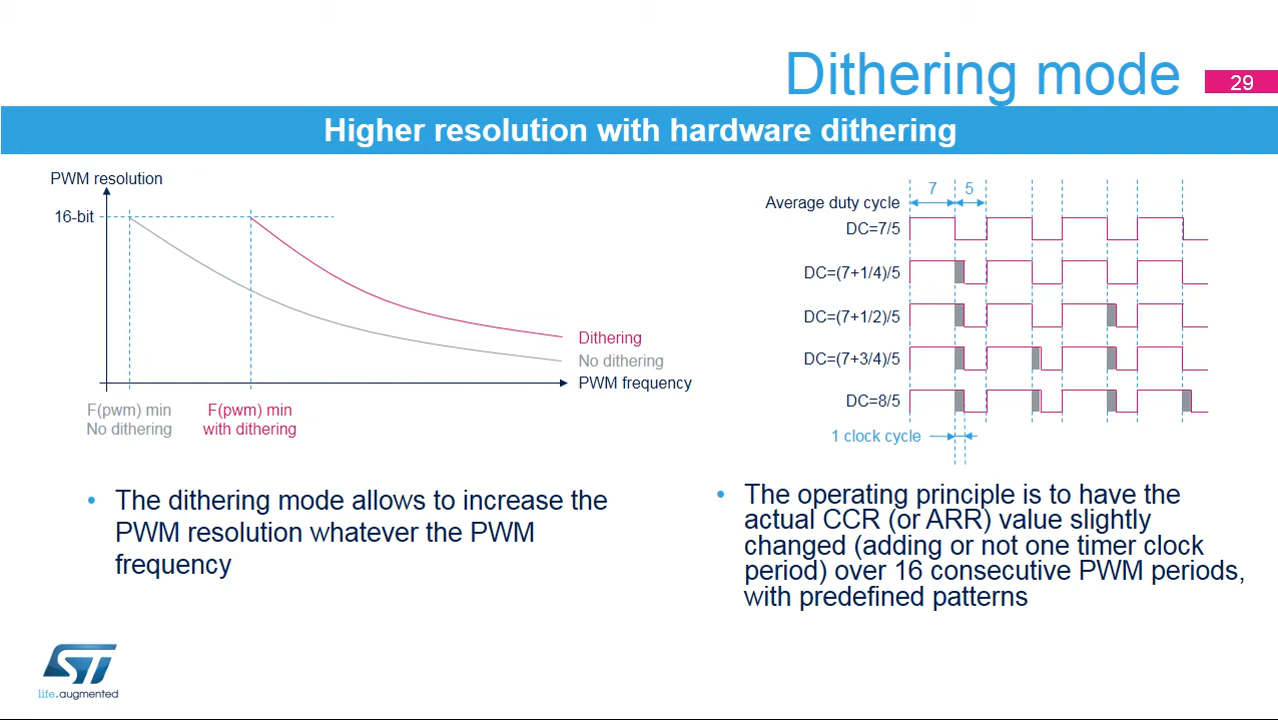 Dithering mode
29
Higher resolution with hardware dithering
PWM resolution
16-bit
Dithering
No dithering
PWM frequency
F(pwm) min
No dithering
F(pwm) min
with dithering
7
5
Average duty cycle
DC=7/5
DC=(7+1/4)/5
DC=(7+1/2)/5
DC=(7+3/4)/5
DC=8/5
1 clock cycle
• The dithering mode allows to increase the
PWM resolution whatever the PWM
frequency
• The operating principle is to have the
actual CCR (or ARR) value slightly
changed (adding or not one timer clock
period) over 16 consecutive PWM periods,
with predefined patterns
ST
life.augmented